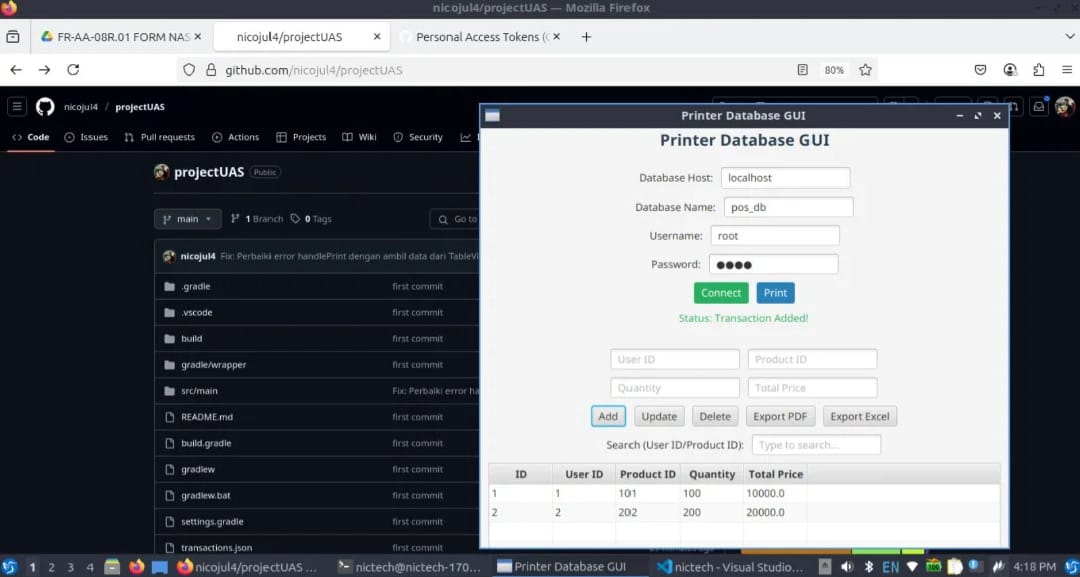 nicojul4/projectUAS — Mozilla Firefox
FR-AA-08R.01 FORM NAS
nicojul4/projectUAS
Personal Access Tokens (
github.com/nicojul4/projectUAS
80%
nicojul4 / projectUAS
Code Issues Pull requests Actions Projects Wiki Security
projectUAS Public
main 1 Branch 0 Tags Go to
nicojul4 Fix: Perbaiki error handlePrint dengan ambil data dari TableVi
.gradle first commit
.vscode first commit
build first commit
gradle/wrapper first commit
src/main Fix: Perbaiki error ha
README.md first commit
build.gradle first commit
gradlew first commit
gradlew.bat first commit
settings.gradle first commit
transactions.json first commit
Printer Database GUI
Printer Database GUI
Database Host: localhost
Database Name: pos_db
Username: root
Password: ●●●●
Connect Print
Status: Transaction Added!
User ID Product ID
Quantity Total Price
Add Update Delete Export PDF Export Excel
Search (User ID/Product ID): Type to search...
ID User ID Product ID Quantity Total Price
1 1 101 100 10000.0
2 2 202 200 20000.0
1 2 3 4 nicojul4/projectUAS ... nictech@nictech-170... Printer Database GUI nictech - Visual Studio... EN 4:18 PM